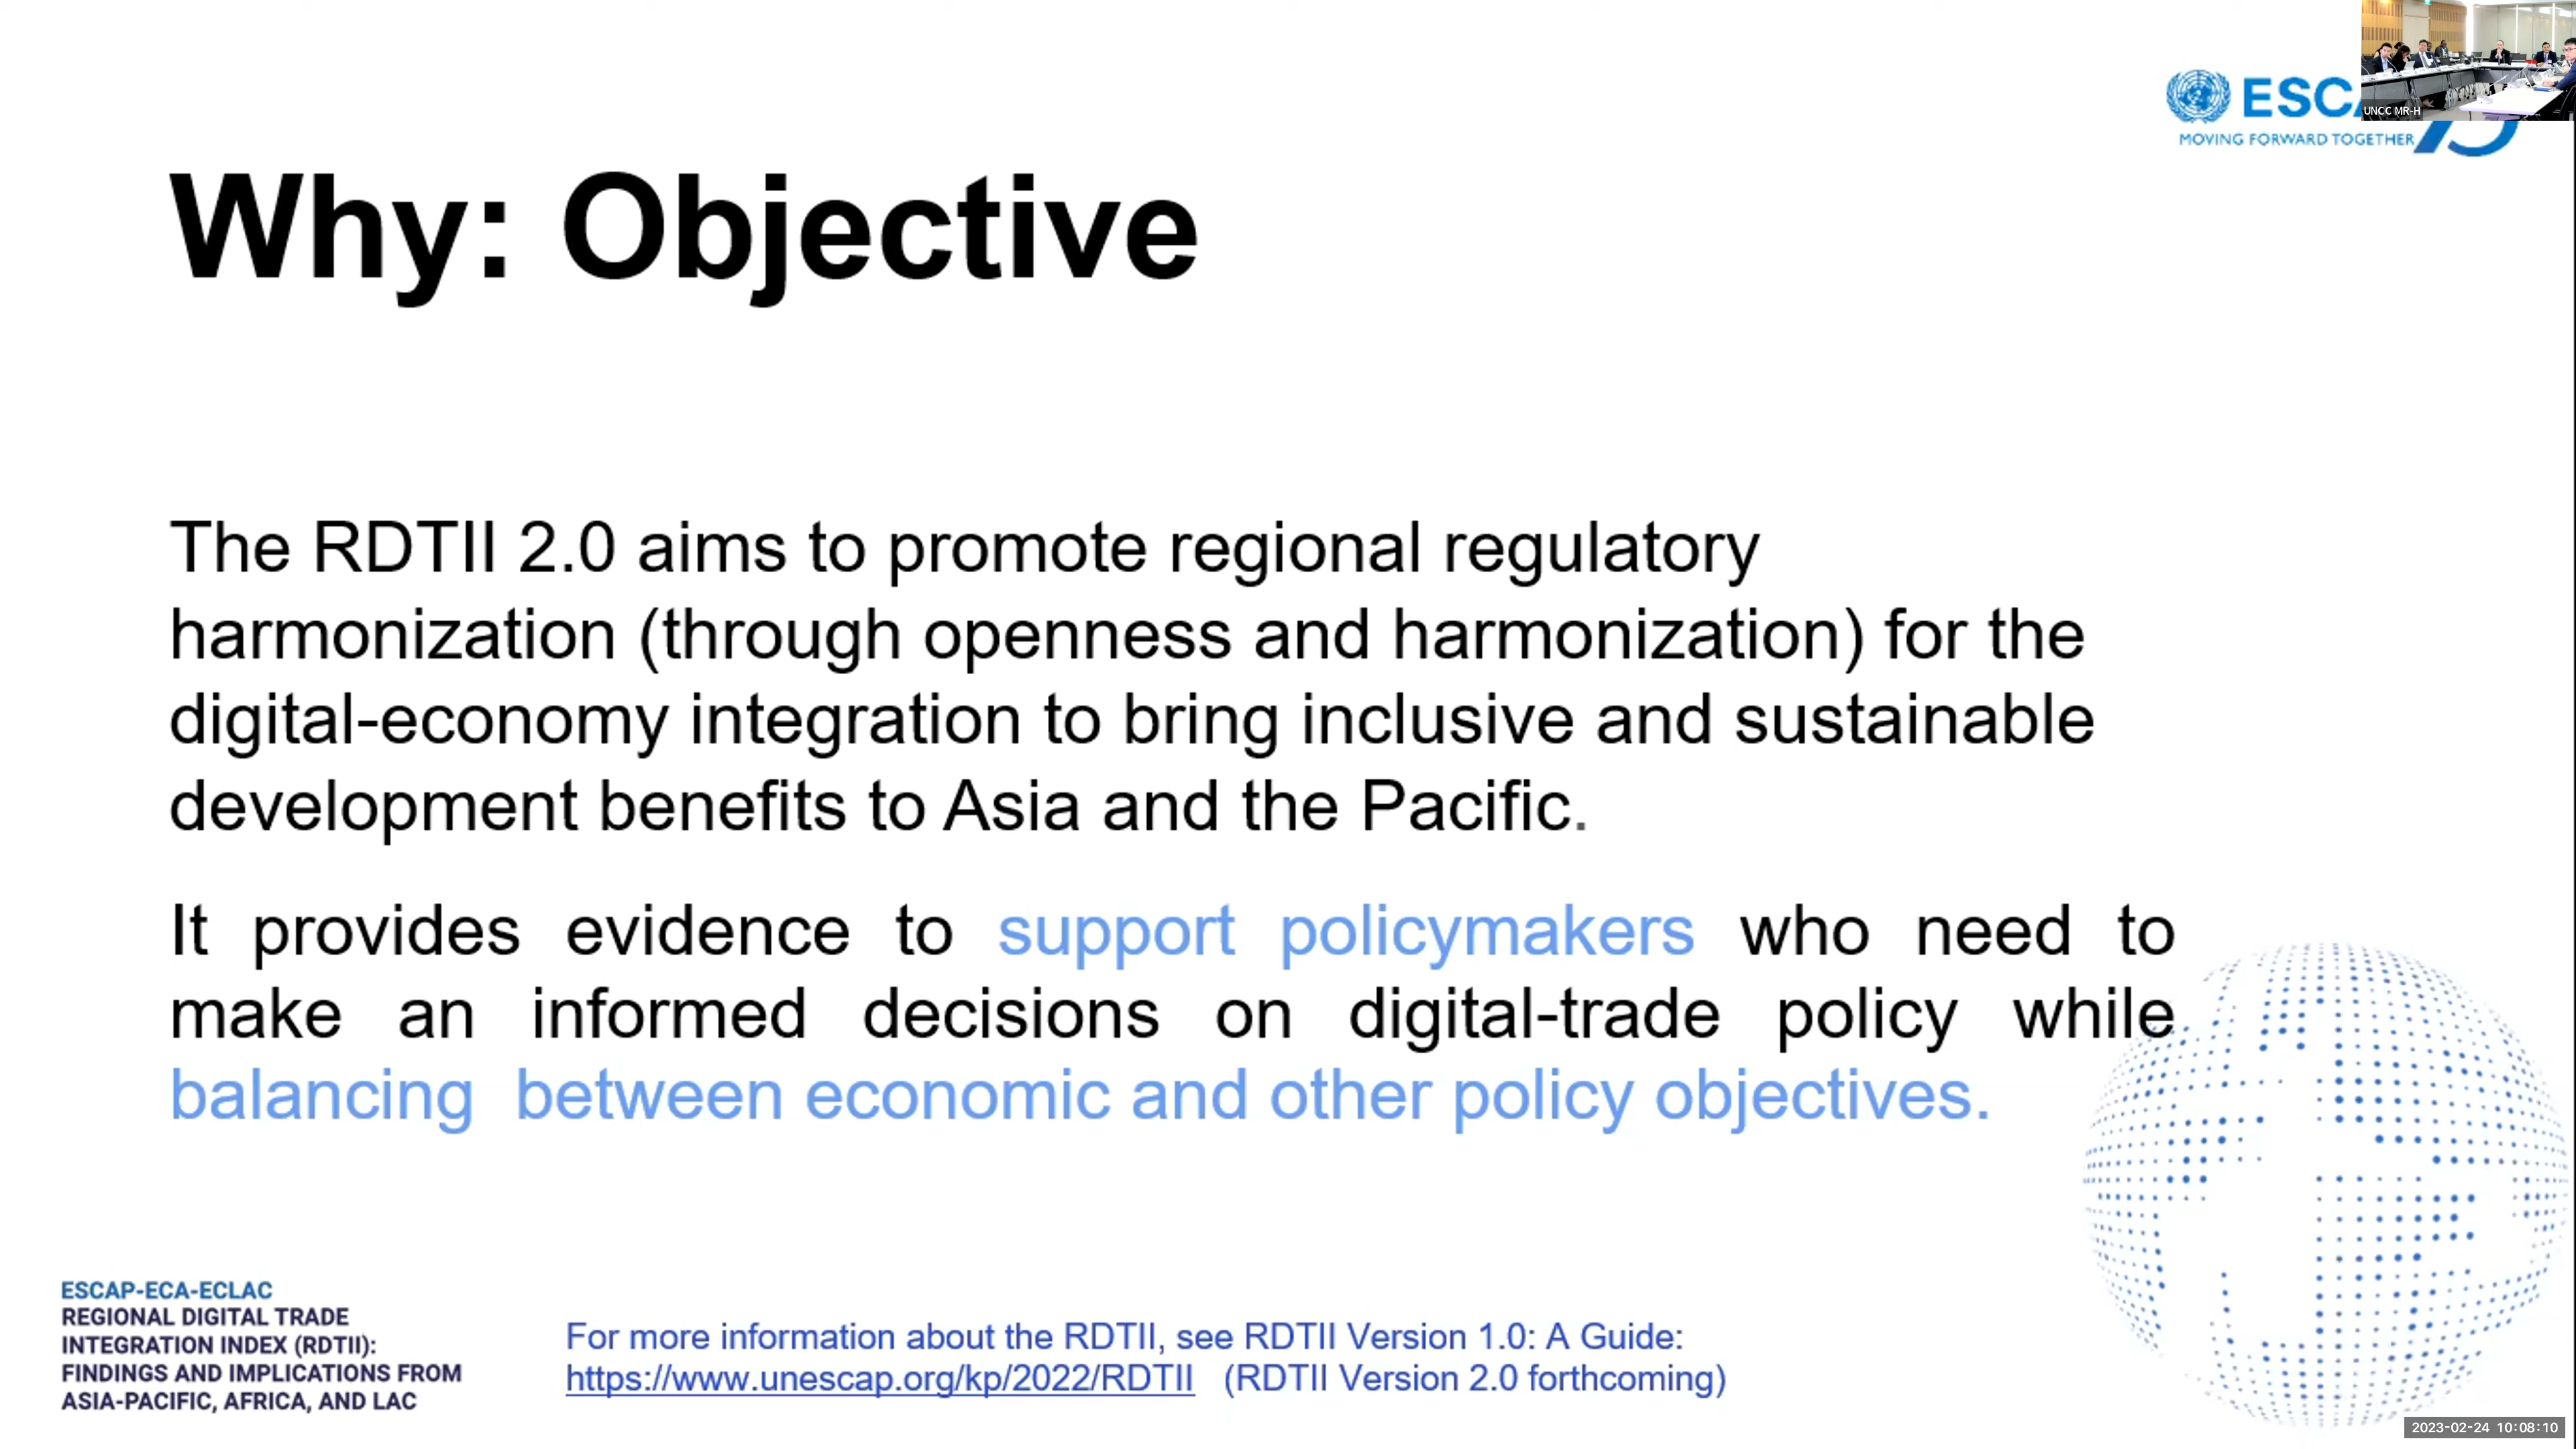 UNCC MR-H
ESC
MOVING FORWARD TOGETHER
Why: Objective
The RDTII 2.0 aims to promote regional regulatory
harmonization (through openness and harmonization) for the
digital-economy integration to bring inclusive and sustainable
development benefits to Asia and the Pacific.
It provides evidence to support policymakers who need to
make an informed decisions on digital-trade policy while
balancing between economic and other policy objectives.
ESCAP-ECA-ECLAC
REGIONAL DIGITAL TRADE
INTEGRATION INDEX (RDTII):
FINDINGS AND IMPLICATIONS FROM
ASIA-PACIFIC, AFRICA, AND LAC
For more information about the RDTII, see RDTII Version 1.0: A Guide:
https://www.unescap.org/kp/2022/RDTII (RDTII Version 2.0 forthcoming)
2023-02-24 10:08:10